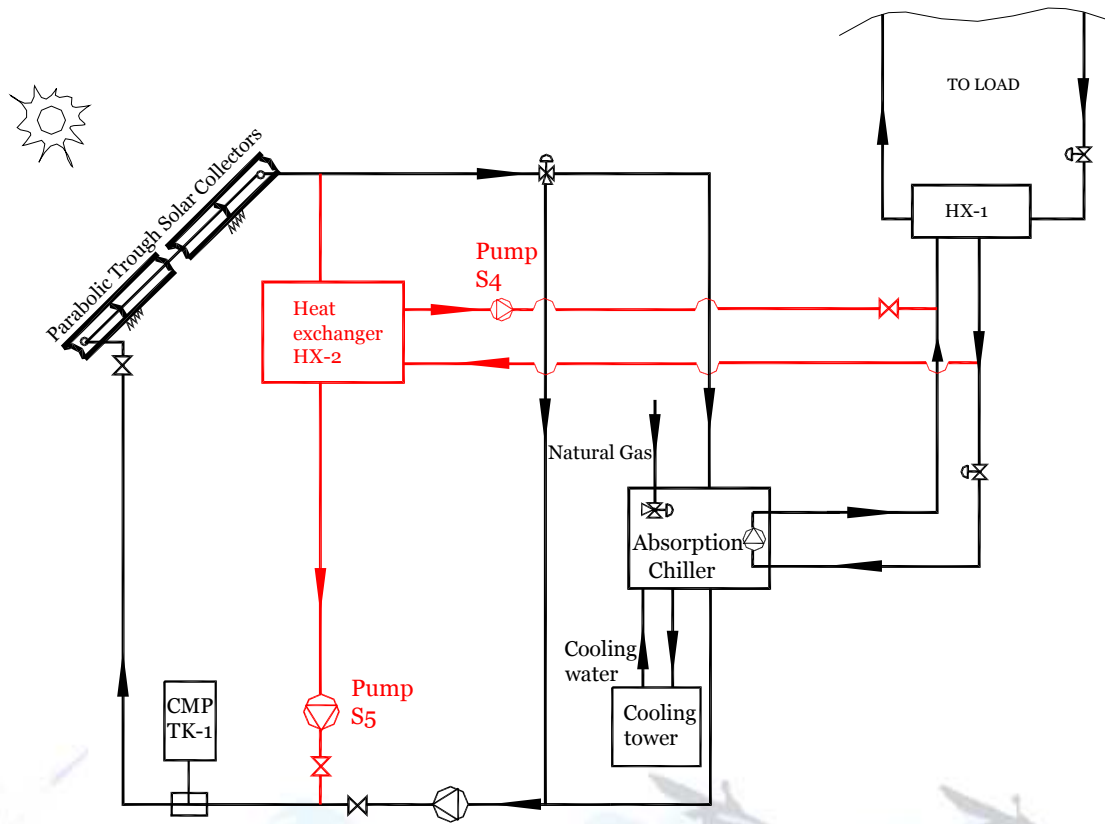 TO LOAD
Parabolic Trough Solar Collectors
HX-1
Pump
S4
Heat
exchanger
HX-2
Natural Gas
Absorption
Chiller
Cooling
water
Pump
S5
CMP
TK-1
Cooling
tower